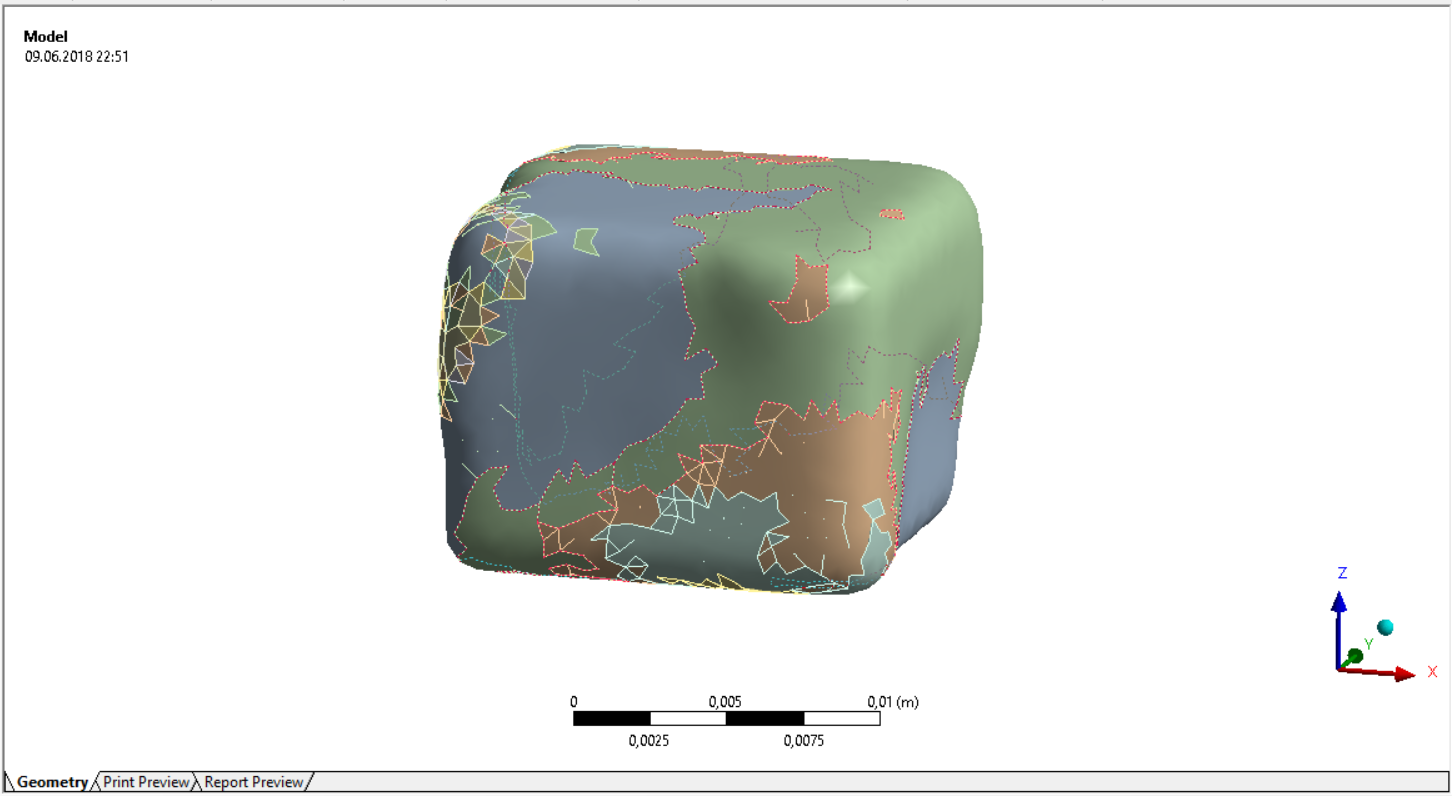 Model
09.06.2018 22:51
Z
Y
X
0 0,005 0,01 (m)
0,0025 0,0075
Geometry Print Preview Report Preview